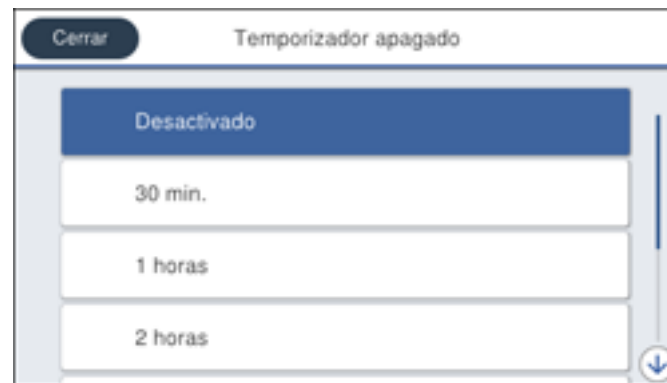 Cerrar
Temporizador apagado
Desactivado
30 min.
1 horas
2 horas